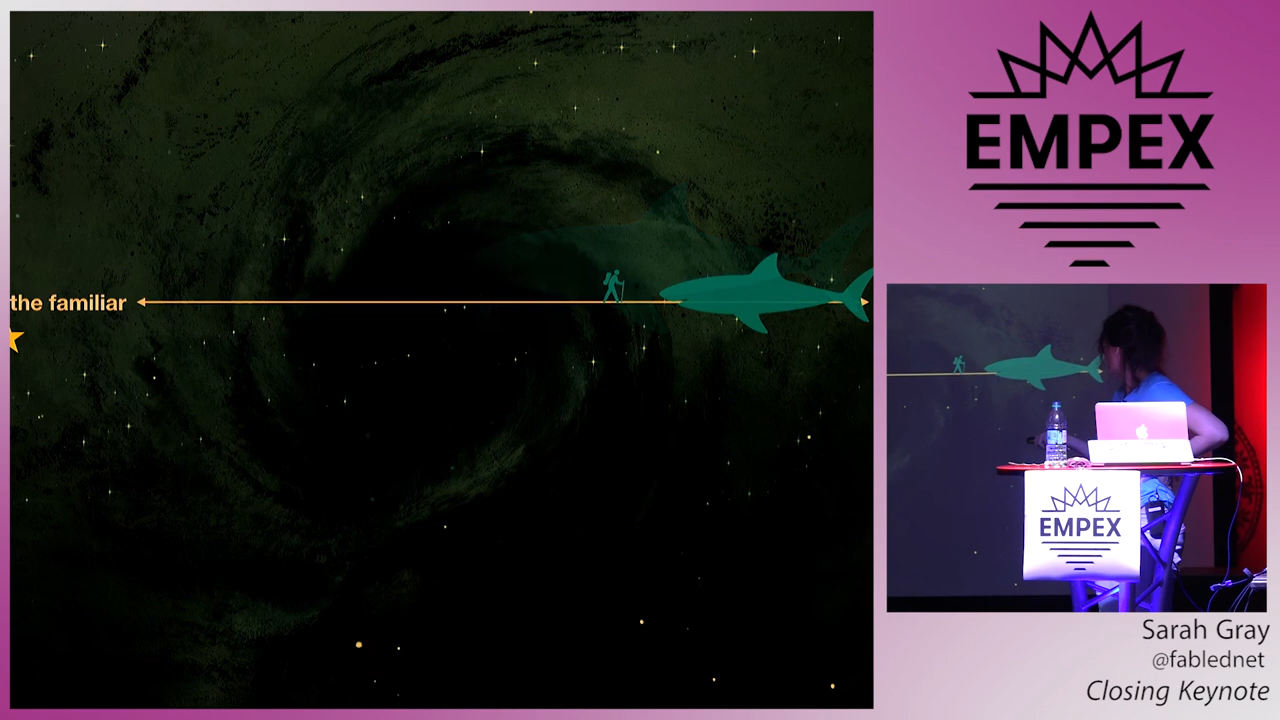 the familiar
EMPEX
EMPEX
Sarah Gray
@fablednet
Closing Keynote